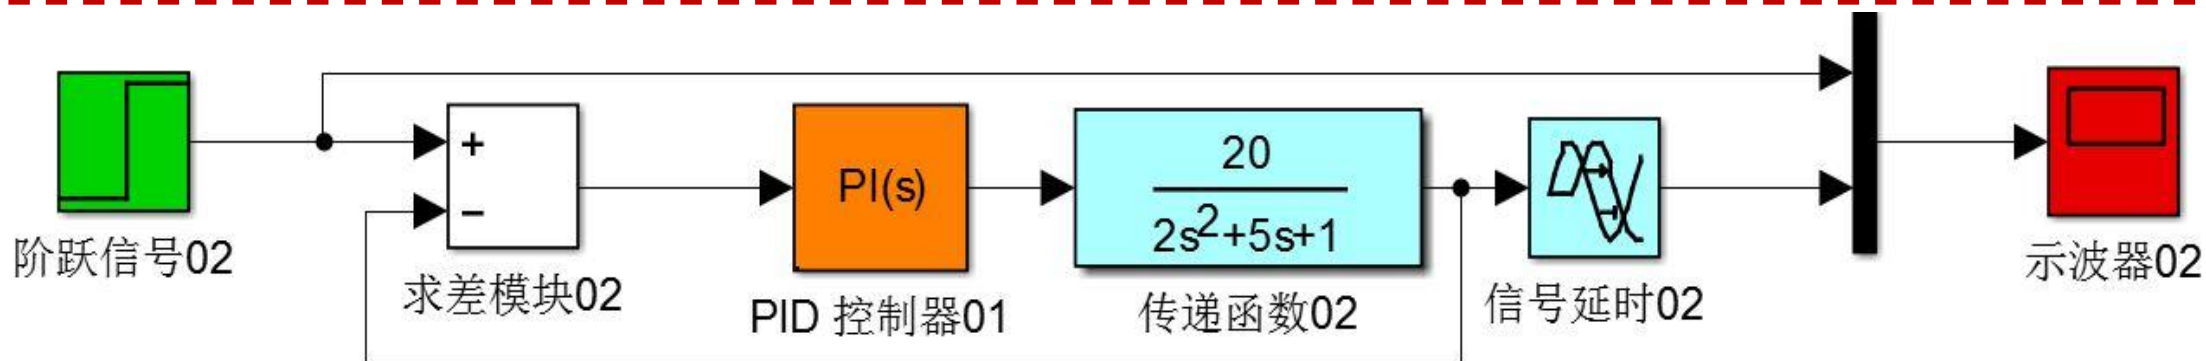 +
−
PI(s)
20
2s²+5s+1
阶跃信号02
求差模块02
PID 控制器01
传递函数02
信号延时02
示波器02